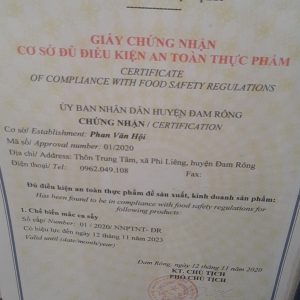 GIẤY CHỨNG NHẬN
CƠ SỞ ĐỦ ĐIỀU KIỆN AN TOÀN THỰC PHẨM
CERTIFICATE
OF COMPLIANCE WITH FOOD SAFETY REGULATIONS
ỦY BAN NHÂN DÂN HUYỆN ĐAM RÔNG
CHỨNG NHẬN / CERTIFICATION
Cơ sở/ Establishment: Phan Văn Hội
Mã số/ Approval number: 01/2020
Địa chỉ/ Address: Thôn Trung Tâm, xã Phi Liêng, huyện Đam Rông
Điện thoại/ Tel: 0962.049.108 Fax:
Đủ điều kiện an toàn thực phẩm để sản xuất, kinh doanh sản phẩm:
Has been found to be in compliance with food safety regulations for
following products
1. Chế biến mắc ca sấy
Số cấp/ Number: 01 / 2020/ NNPTNT- ĐR
Có hiệu lực đến ngày 12 tháng 11 năm 2023
Valid until (date/month/year)
Đam Rông, ngày 12 tháng 11 năm 2020
KT. CHỦ TỊCH
PHÓ CHỦ TỊCH